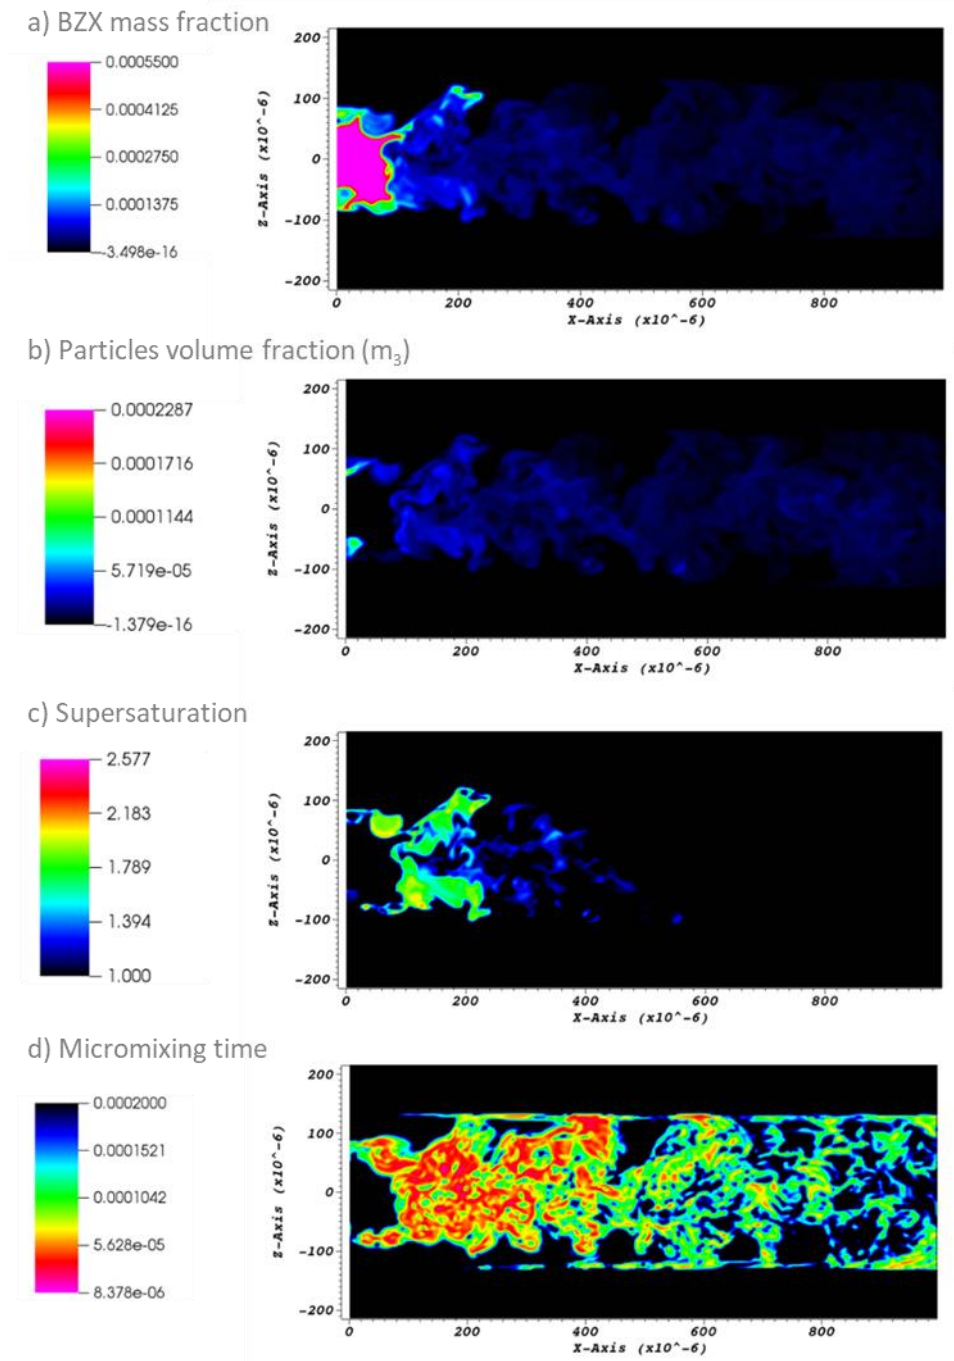 a) BZX mass fraction
0.0005500
0.0004125
0.0002750
0.0001375
-3.498e-16
200
100
0
-100
-200
Z-Axis (x10^-6)
0 200 400 600 800
X-Axis (x10^-6)
b) Particles volume fraction (m3)
0.0002287
0.0001716
0.0001144
5.719e-05
-1.379e-16
200
100
0
-100
-200
Z-Axis (x10^-6)
0 200 400 600 800
X-Axis (x10^-6)
c) Supersaturation
2.577
2.183
1.789
1.394
1.000
200
100
0
-100
-200
Z-Axis (x10^-6)
0 200 400 600 800
X-Axis (x10^-6)
d) Micromixing time
0.0002000
0.0001521
0.0001042
5.628e-05
8.378e-06
200
100
0
-100
-200
Z-Axis (x10^-6)
0 200 400 600 800
X-Axis (x10^-6)